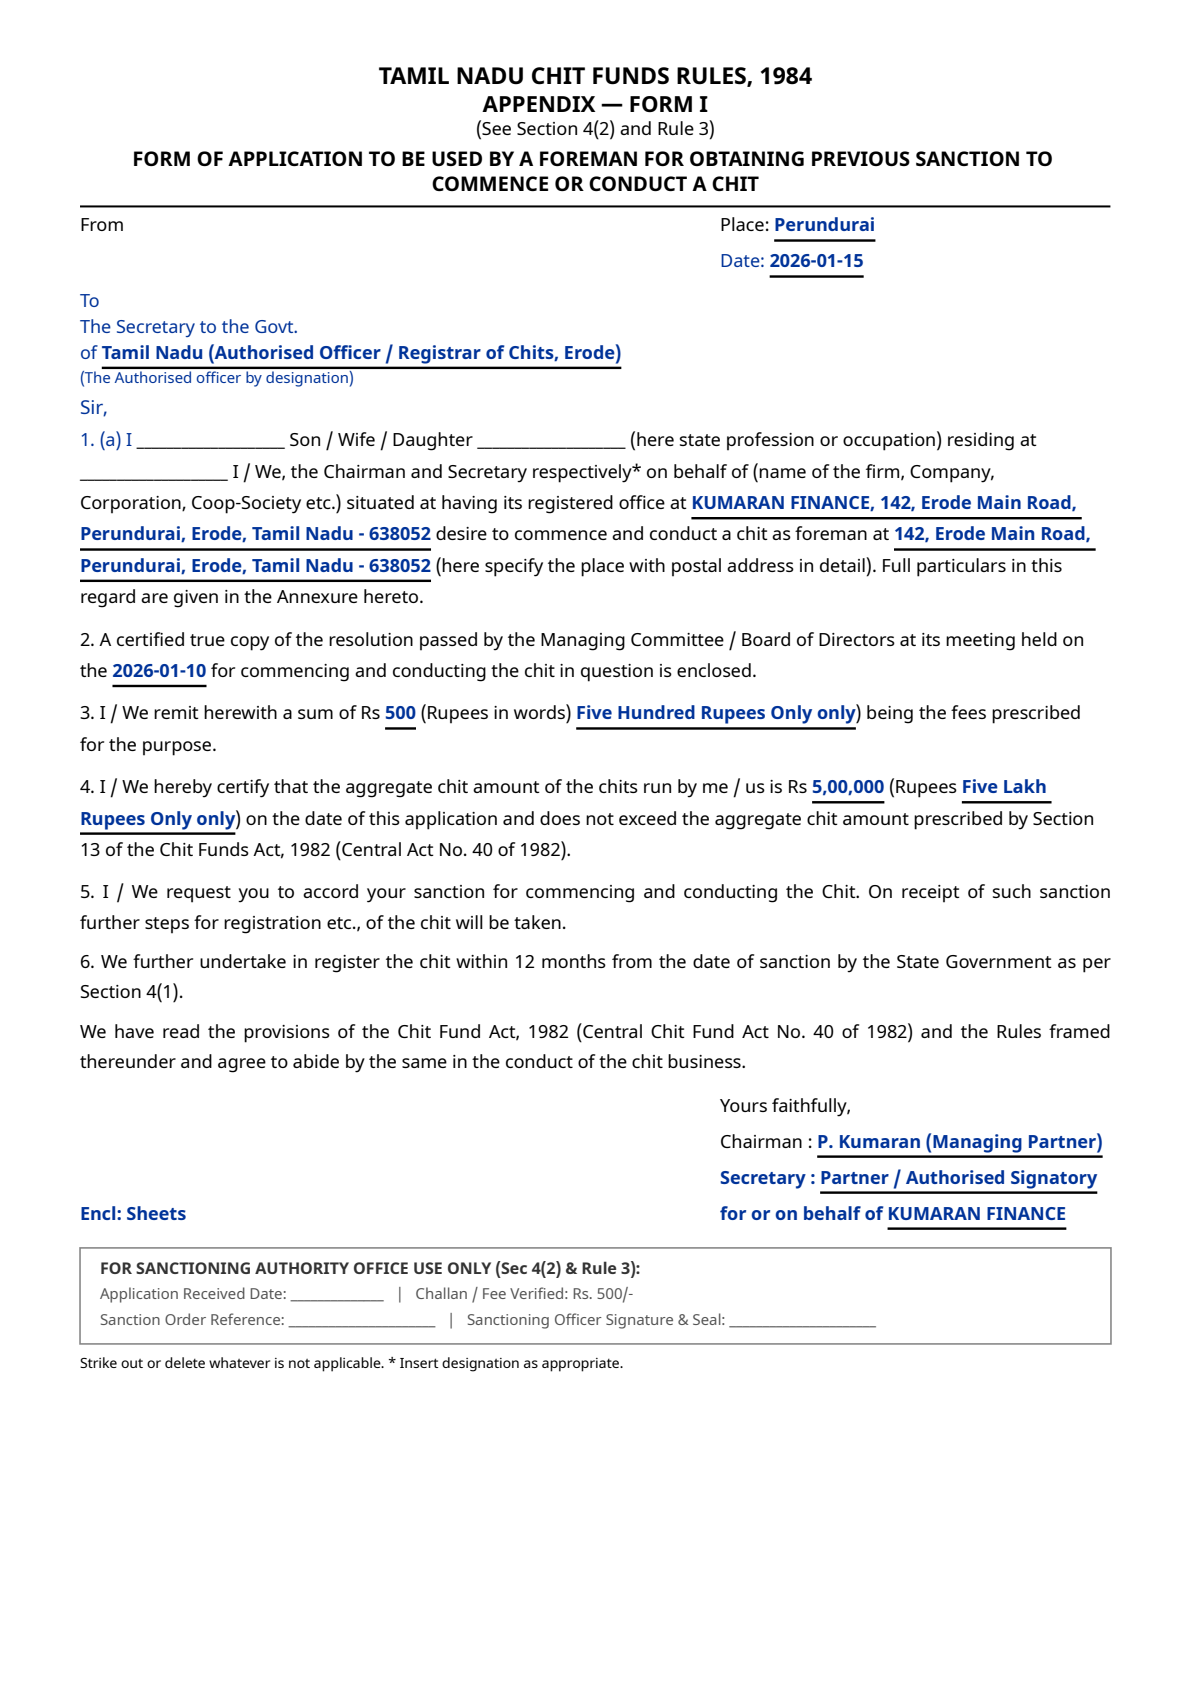 TAMIL NADU CHIT FUNDS RULES, 1984
APPENDIX — FORM I
(See Section 4(2) and Rule 3)
FORM OF APPLICATION TO BE USED BY A FOREMAN FOR OBTAINING PREVIOUS SANCTION TO
COMMENCE OR CONDUCT A CHIT
From
Place: Perundurai
Date: 2026-01-15
To
The Secretary to the Govt.
of Tamil Nadu (Authorised Officer / Registrar of Chits, Erode)
(The Authorised officer by designation)
Sir,
1. (a) I ________________ Son / Wife / Daughter ________________ (here state profession or occupation) residing at
________________ I / We, the Chairman and Secretary respectively* on behalf of (name of the firm, Company,
Corporation, Coop-Society etc.) situated at having its registered office at KUMARAN FINANCE, 142, Erode Main Road,
Perundurai, Erode, Tamil Nadu - 638052 desire to commence and conduct a chit as foreman at 142, Erode Main Road,
Perundurai, Erode, Tamil Nadu - 638052 (here specify the place with postal address in detail). Full particulars in this
regard are given in the Annexure hereto.
2. A certified true copy of the resolution passed by the Managing Committee / Board of Directors at its meeting held on
the 2026-01-10 for commencing and conducting the chit in question is enclosed.
3. I / We remit herewith a sum of Rs 500 (Rupees in words) Five Hundred Rupees Only only) being the fees prescribed
for the purpose.
4. I / We hereby certify that the aggregate chit amount of the chits run by me / us is Rs 5,00,000 (Rupees Five Lakh
Rupees Only only) on the date of this application and does not exceed the aggregate chit amount prescribed by Section
13 of the Chit Funds Act, 1982 (Central Act No. 40 of 1982).
5. I / We request you to accord your sanction for commencing and conducting the Chit. On receipt of such sanction
further steps for registration etc., of the chit will be taken.
6. We further undertake in register the chit within 12 months from the date of sanction by the State Government as per
Section 4(1).
We have read the provisions of the Chit Fund Act, 1982 (Central Chit Fund Act No. 40 of 1982) and the Rules framed
thereunder and agree to abide by the same in the conduct of the chit business.
Yours faithfully,
Chairman : P. Kumaran (Managing Partner)
Secretary : Partner / Authorised Signatory
Encl: Sheets
for or on behalf of KUMARAN FINANCE
FOR SANCTIONING AUTHORITY OFFICE USE ONLY (Sec 4(2) & Rule 3):
Application Received Date: ____________ | Challan / Fee Verified: Rs. 500/-
Sanction Order Reference: ___________________ | Sanctioning Officer Signature & Seal: ___________________
Strike out or delete whatever is not applicable. * Insert designation as appropriate.